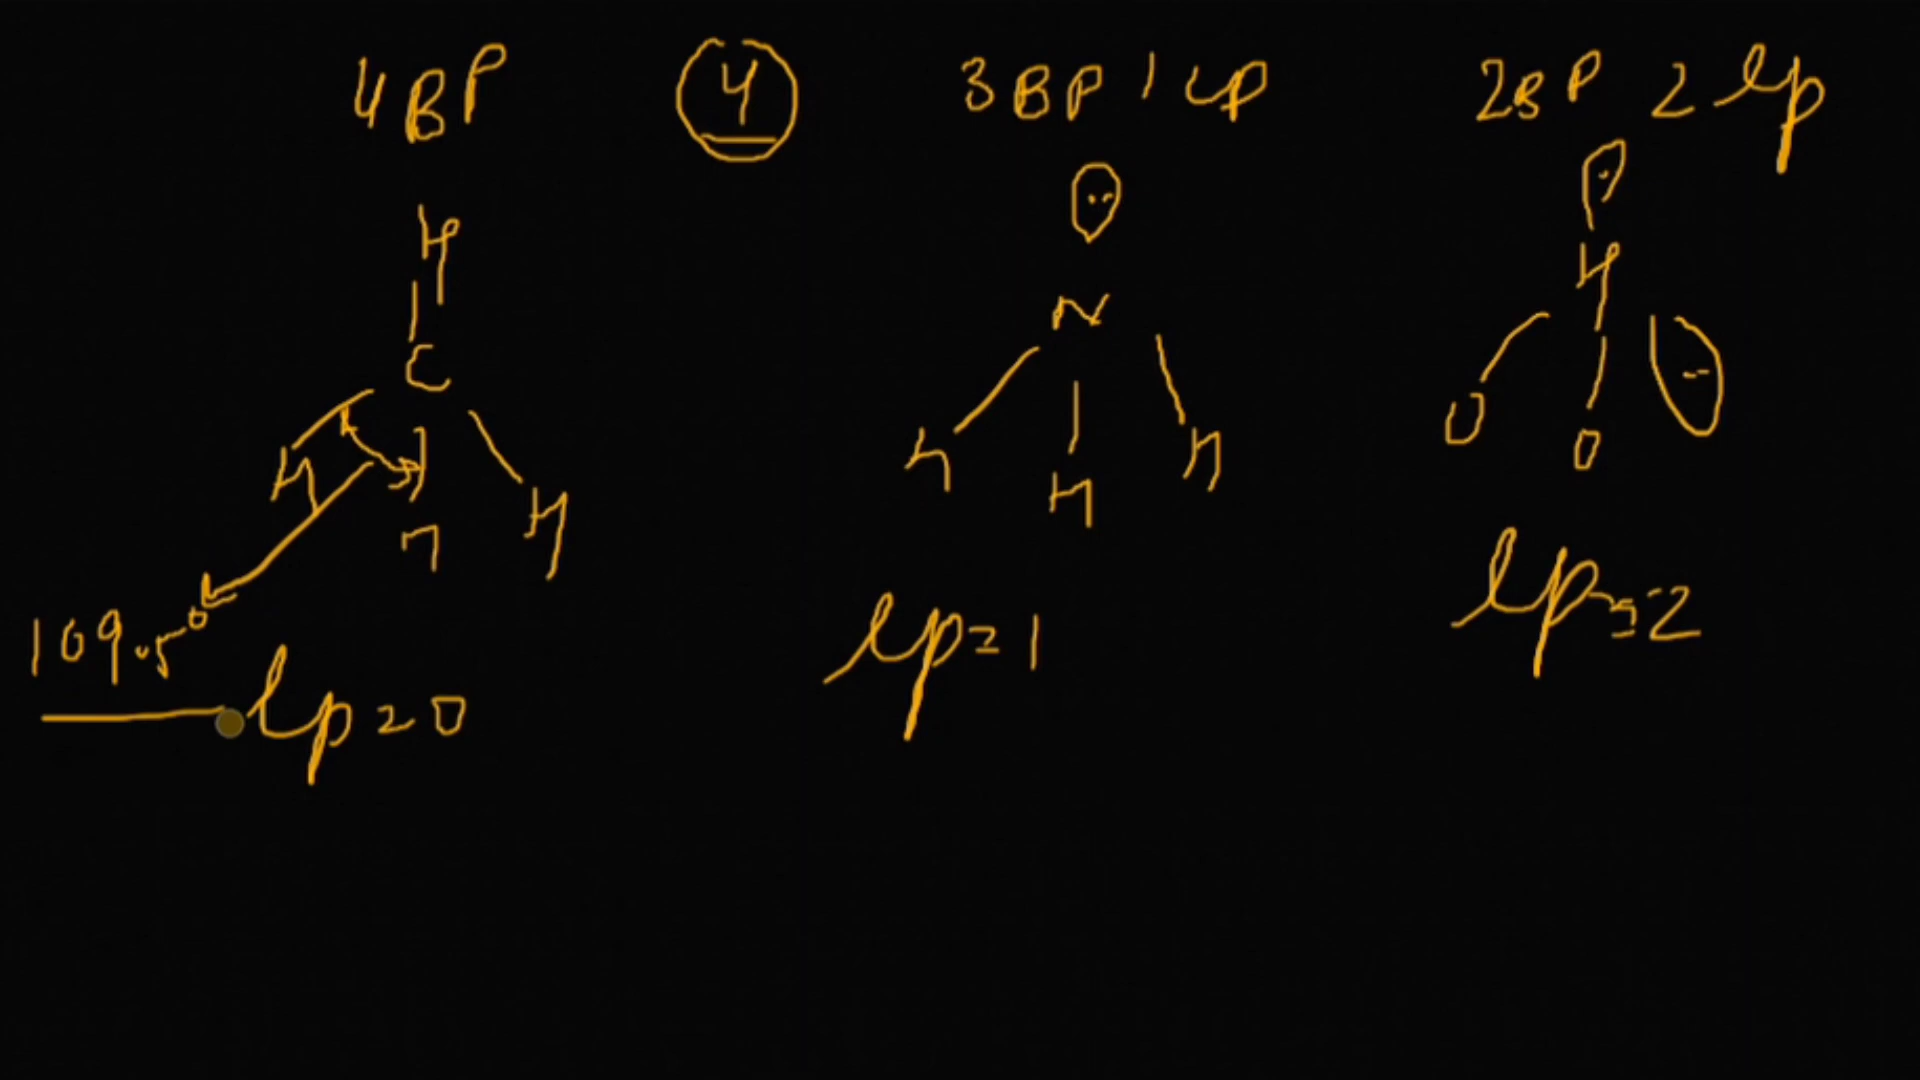 4BP 4 3BP 1 LP 2BP 2 lp
H
C
H H H
N
H H H
H
O O
109.5° lp=0
lp=1
lp=2